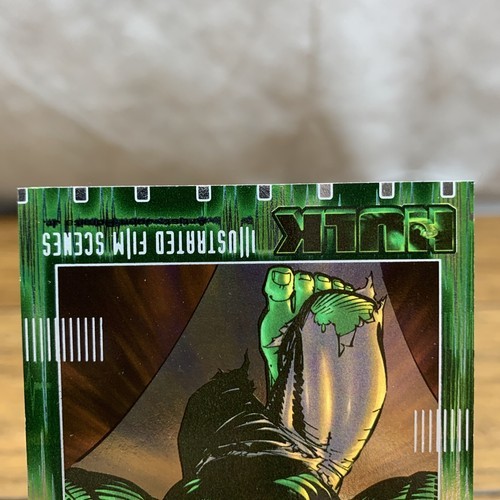 HULK
ILLUSTRATED FILM SCENES